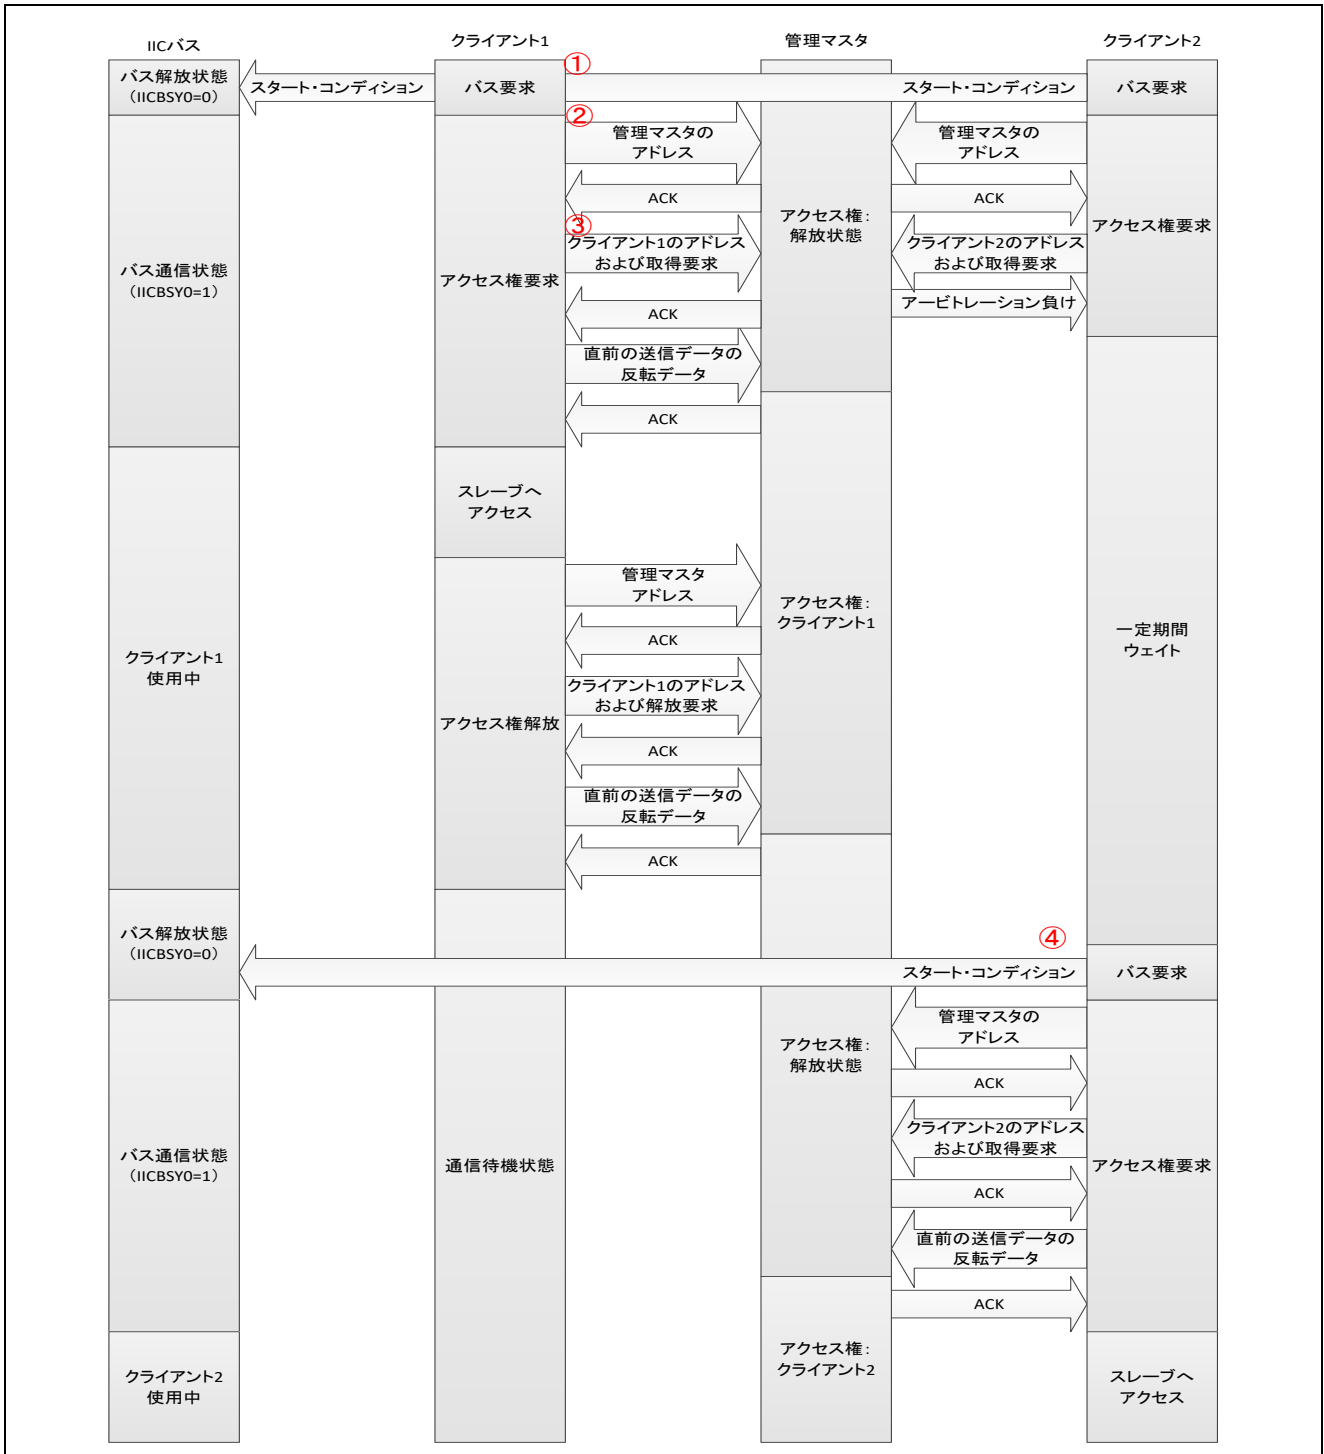 IICバス
クライアント1
管理マスタ
クライアント2
バス解放状態
（IICBSY0=0）
スタート・コンディション
バス要求
①
スタート・コンディション
バス要求
②
管理マスタの
アドレス
管理マスタの
アドレス
ACK
ACK
アクセス権：
解放状態
アクセス権要求
③
クライアント1のアドレス
および取得要求
クライアント2のアドレス
および取得要求
バス通信状態
（IICBSY0=1）
アクセス権要求
アービトレーション負け
ACK
直前の送信データの
反転データ
ACK
スレーブへ
アクセス
管理マスタ
アドレス
アクセス権：
クライアント1
ACK
一定期間
ウェイト
クライアント1
使用中
クライアント1のアドレス
および解放要求
アクセス権解放
ACK
直前の送信データの
反転データ
ACK
バス解放状態
（IICBSY0=0）
④
スタート・コンディション
バス要求
管理マスタの
アドレス
アクセス権：
解放状態
ACK
クライアント2のアドレス
および取得要求
バス通信状態
（IICBSY0=1）
通信待機状態
アクセス権要求
ACK
直前の送信データの
反転データ
ACK
アクセス権：
クライアント2
クライアント2
使用中
スレーブへ
アクセス